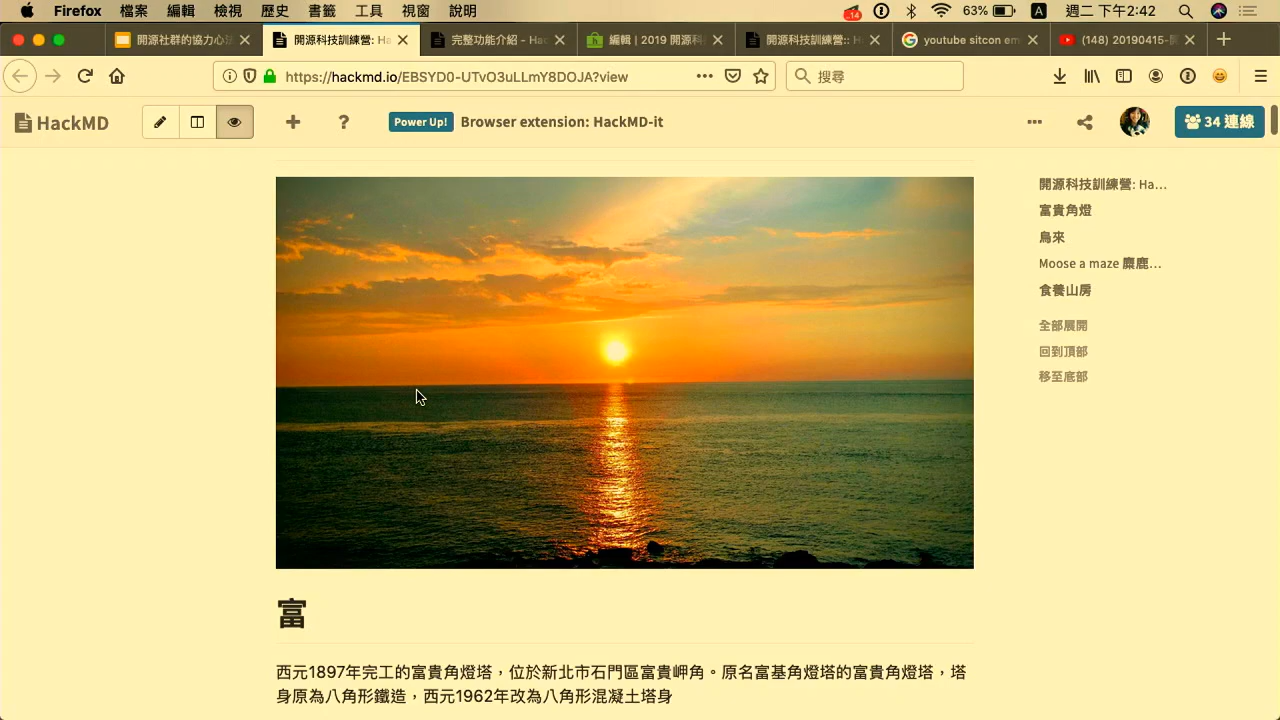 Firefox 檔案 編輯 檢視 歷史 書籤 工具 視窗 說明 14 63% A 週二 下午2:42
開源社群的協力心法 開源科技訓練營: Ha 完整功能介紹 - Hac 編輯 | 2019 開源科 開源科技訓練營:: H youtube sitcon em (148) 20190415-開
https://hackmd.io/EBSYD0-UTvO3uLLmY8DOJA?view 搜尋
HackMD Power Up! Browser extension: HackMD-it 34 連線
開源科技訓練營: Ha…
富貴角燈
烏來
Moose a maze 麋鹿…
食養山房
全部展開
回到頂部
移至底部
富
西元1897年完工的富貴角燈塔，位於新北市石門區富貴岬角。原名富基角燈塔的富貴角燈塔，塔
身原為八角形鐵造，西元1962年改為八角形混凝土塔身